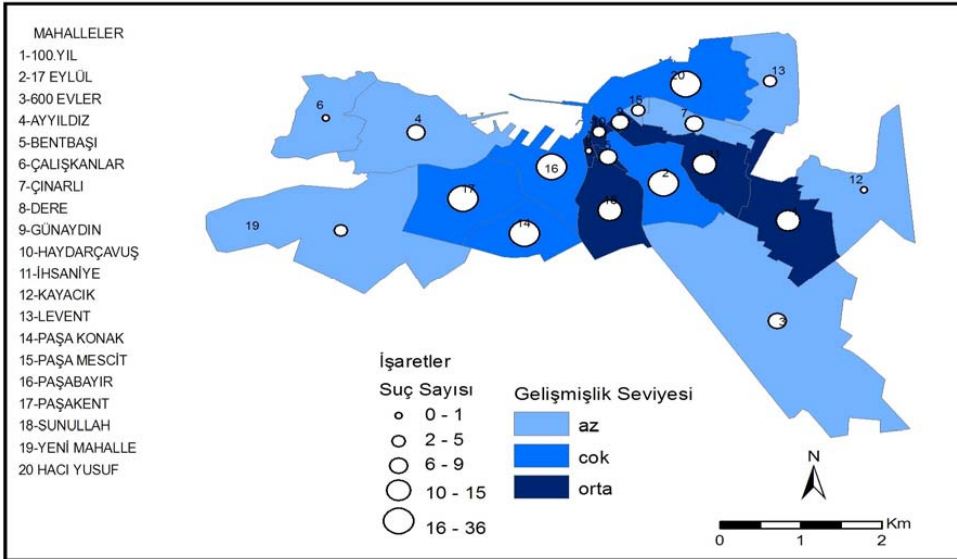 MAHALLELER
1-100.YIL
2-17 EYLÜL
3-600 EVLER
4-AYYILDIZ
5-BENTBAŞI
6-ÇALIŞKANLAR
7-ÇINARLI
8-DERE
9-GÜNAYDIN
10-HAYDARÇAVUŞ
11-İHSANİYE
12-KAYACIK
13-LEVENT
14-PAŞA KONAK
15-PAŞA MESCİT
16-PAŞABAYIR
17-PAŞAKENT
18-SUNULLAH
19-YENİ MAHALLE
20 HACI YUSUF
6
4
20
13
15
9
7
16
2
17
12
19
14
3
İşaretler
Suç Sayısı
0 - 1
2 - 5
6 - 9
10 - 15
16 - 36
Gelişmişlik Seviyesi
az
cok
orta
N
Km
0 1 2